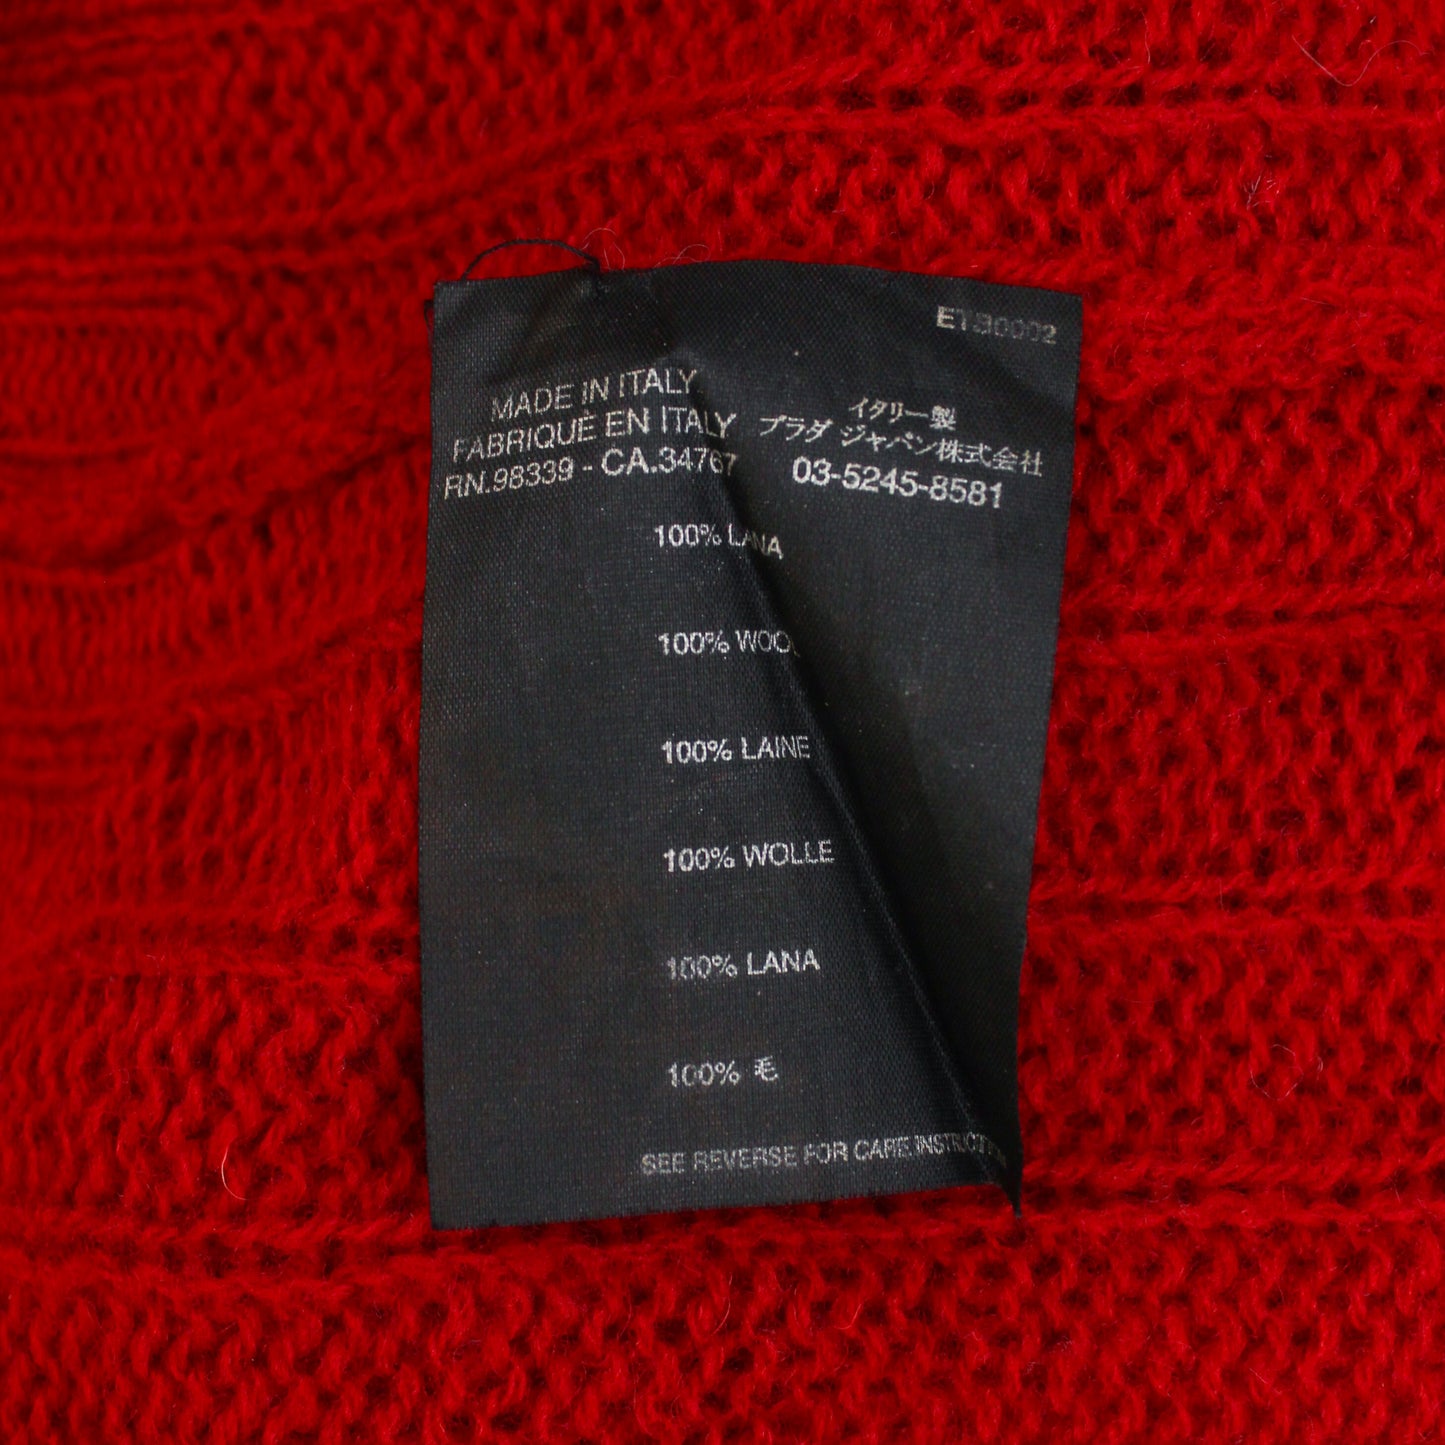 MADE IN ITALY
FABRIQUÉ EN ITALY
RN.98339 - CA.34767
イタリー製
プラダ ジャパン株式会社
03-5245-8581
100% LANA
100% WOOL
100% LAINE
100% WOLLE
100% LANA
100% 毛
SEE REVERSE FOR CARE